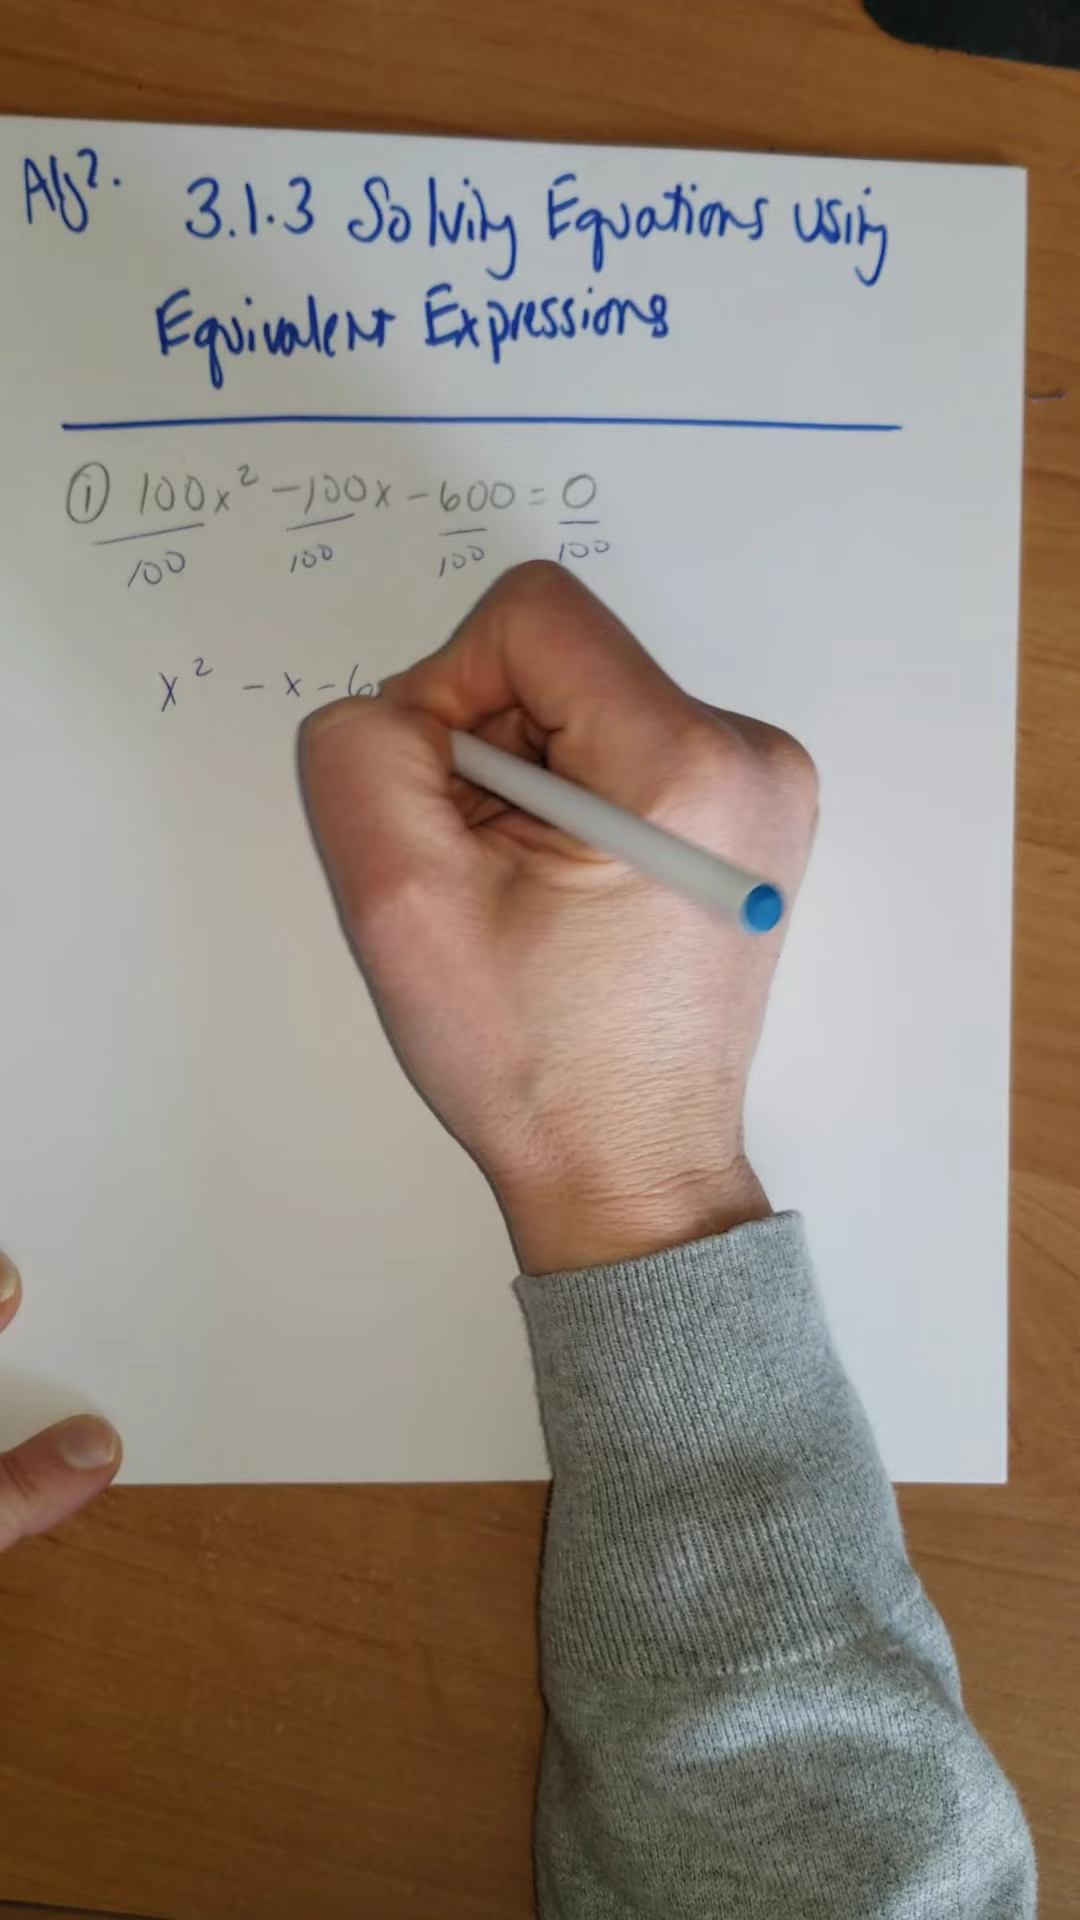 Alg 2. 3.1.3 Solving Equations using
Equivalent Expressions
① 100x² - 100x - 600 = 0
100 100 100 100
x² - x - 6